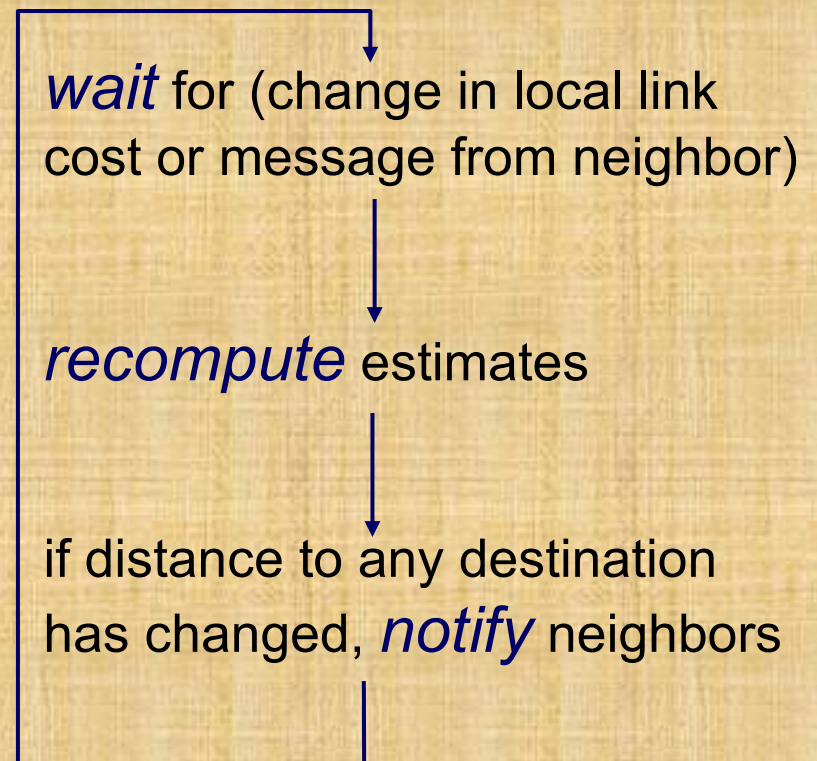 wait for (change in local link
cost or message from neighbor)
recompute estimates
if distance to any destination
has changed, notify neighbors